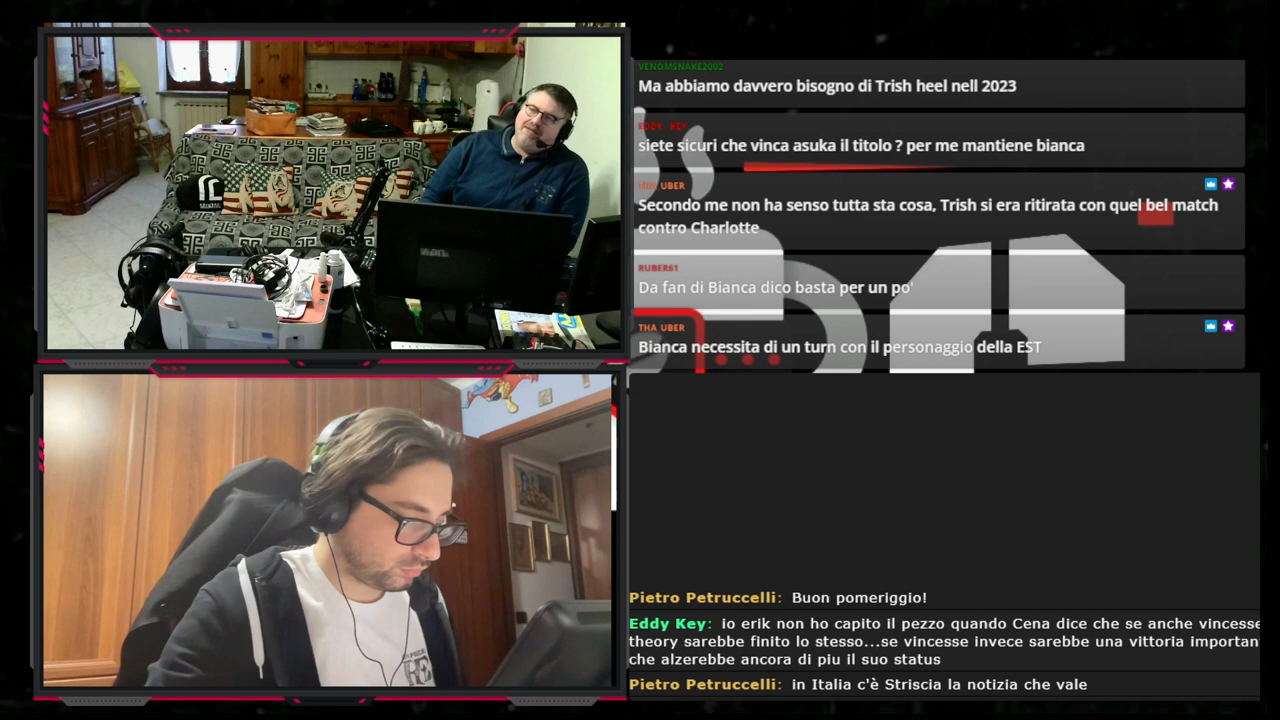 VENOMSNAKE2002
Ma abbiamo davvero bisogno di Trish heel nell 2023
EDDY KEY
siete sicuri che vinca asuka il titolo ? per me mantiene bianca
THA UBER
Secondo me non ha senso tutta sta cosa, Trish si era ritirata con quel bel match
contro Charlotte
RUBER61
Da fan di Bianca dico basta per un po'
THA UBER
Bianca necessita di un turn con il personaggio della EST
Pietro Petruccelli: Buon pomeriggio!
Eddy Key: io erik non ho capito il pezzo quando Cena dice che se anche vincesse
theory sarebbe finito lo stesso...se vincesse invece sarebbe una vittoria importan
che alzerebbe ancora di piu il suo status
Pietro Petruccelli: in Italia c'è Striscia la notizia che vale